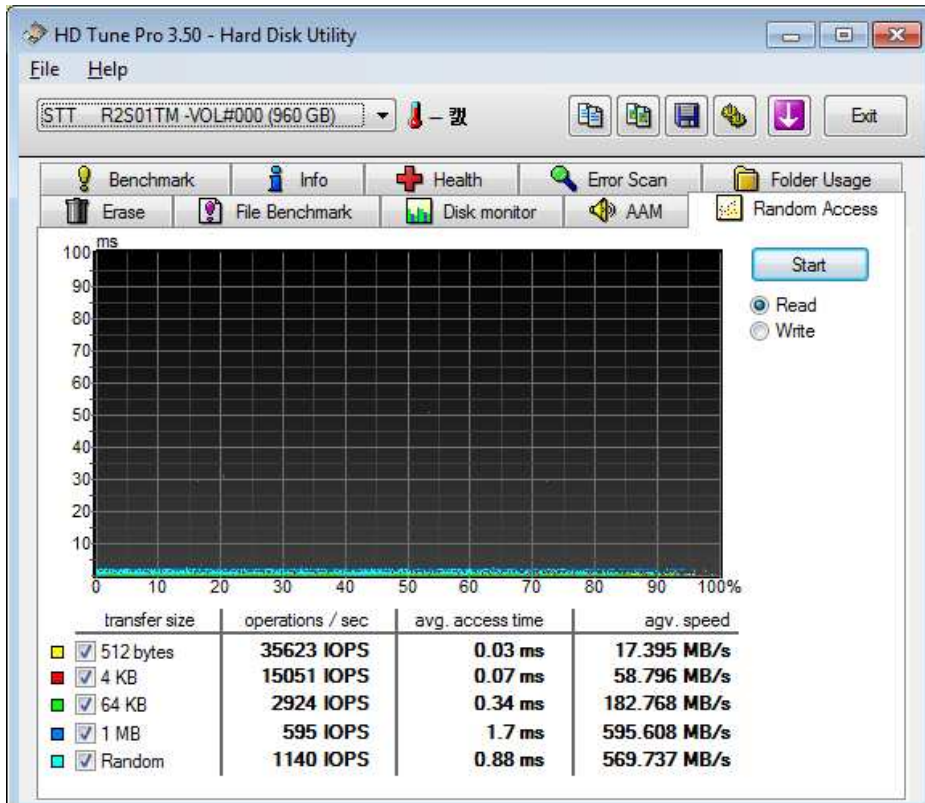 HD Tune Pro 3.50 - Hard Disk Utility
File Help
STT R2S01TM -VOL#000 (960 GB) – 캜 Exit
Benchmark Info Health Error Scan Folder Usage
Erase File Benchmark Disk monitor AAM Random Access
ms
100
90
80
70
60
50
40
30
20
10
0 10 20 30 40 50 60 70 80 90 100%
Start
Read
Write
transfer size operations / sec avg. access time agv. speed
512 bytes 35623 IOPS 0.03 ms 17.395 MB/s
4 KB 15051 IOPS 0.07 ms 58.796 MB/s
64 KB 2924 IOPS 0.34 ms 182.768 MB/s
1 MB 595 IOPS 1.7 ms 595.608 MB/s
Random 1140 IOPS 0.88 ms 569.737 MB/s